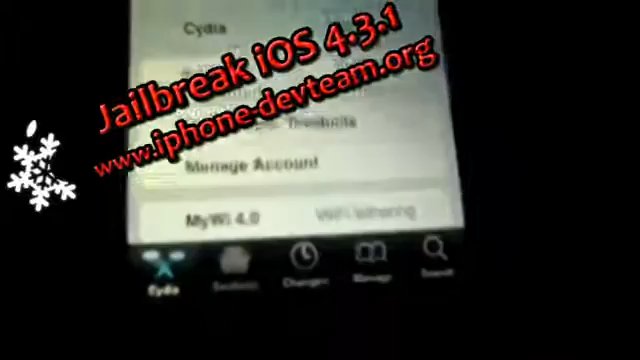 Cydia
Jailbreak iOS 4.3.1
www.iphone-devteam.org
Products
Manage Account
MyWi 4.0 WiFi Tethering
Cydia Sections Changes Manage Search